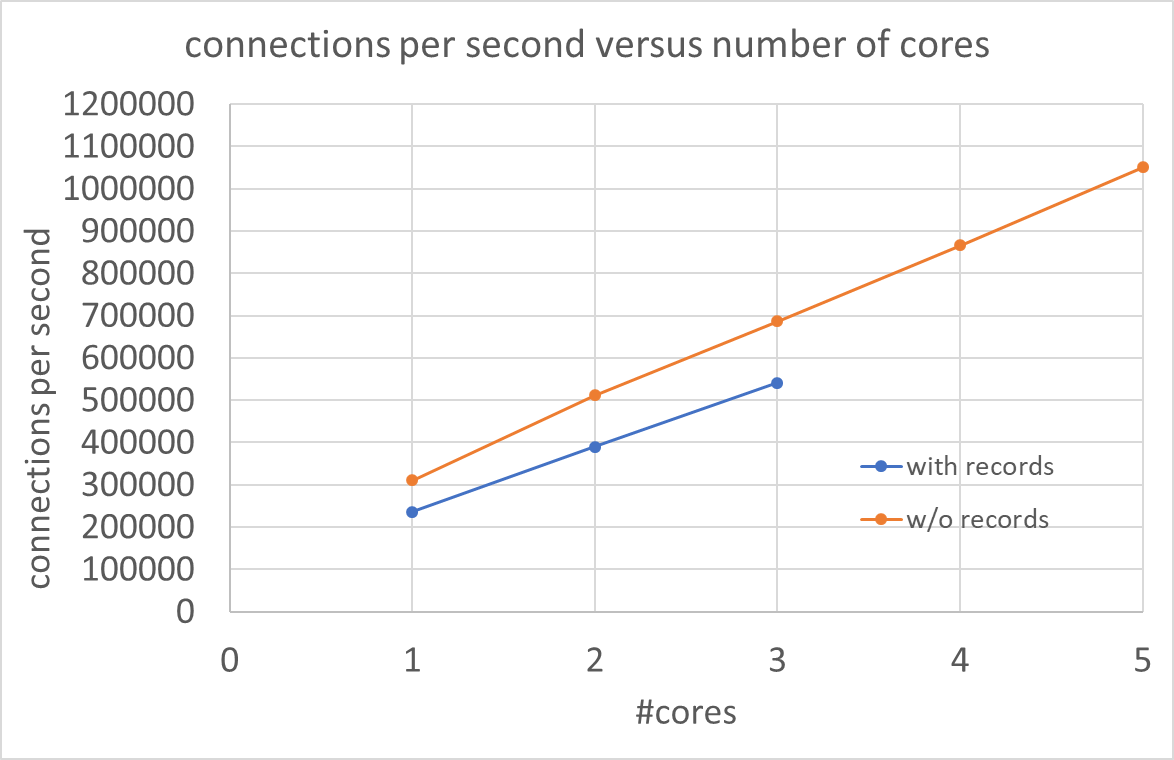 connections per second versus number of cores
connections per second
1200000
1100000
1000000
900000
800000
700000
600000
500000
400000
300000
200000
100000
0
with records
w/o records
0 1 2 3 4 5
#cores